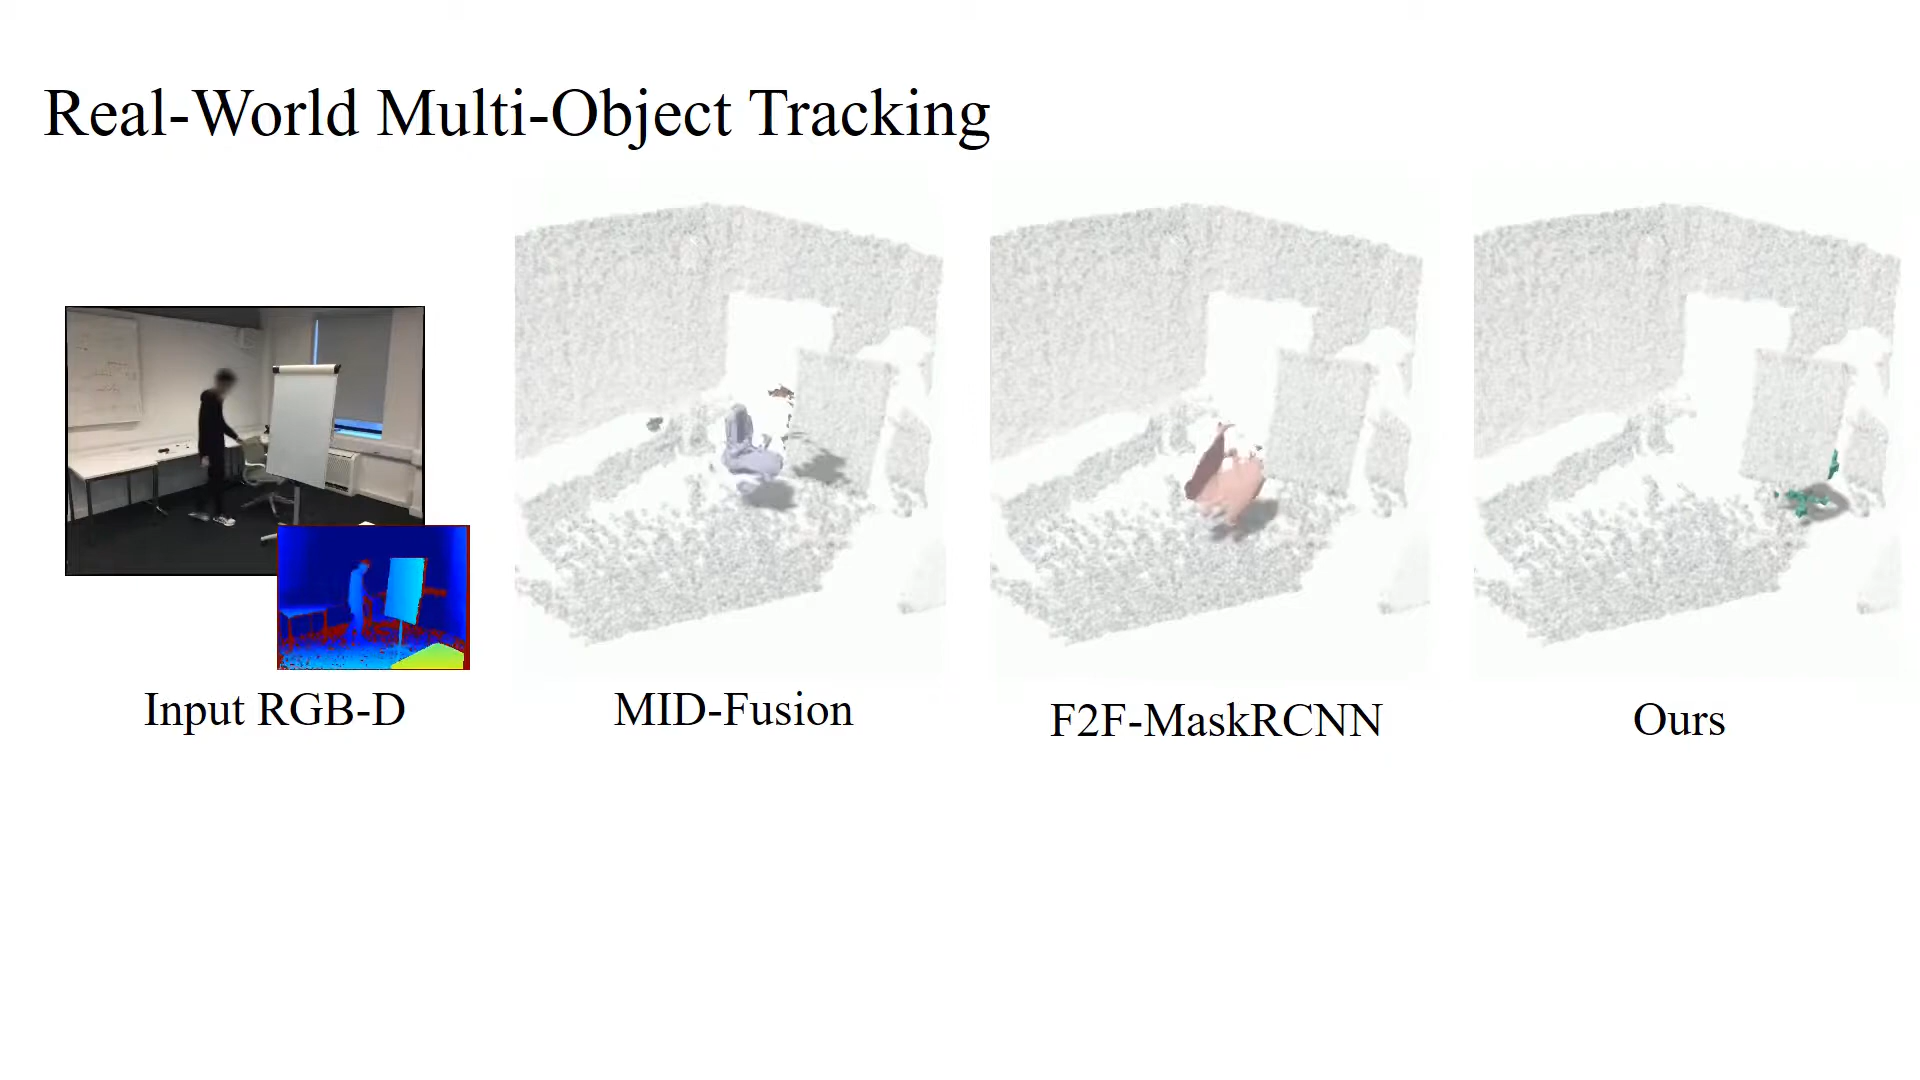 Real-World Multi-Object Tracking
Input RGB-D
MID-Fusion
F2F-MaskRCNN
Ours